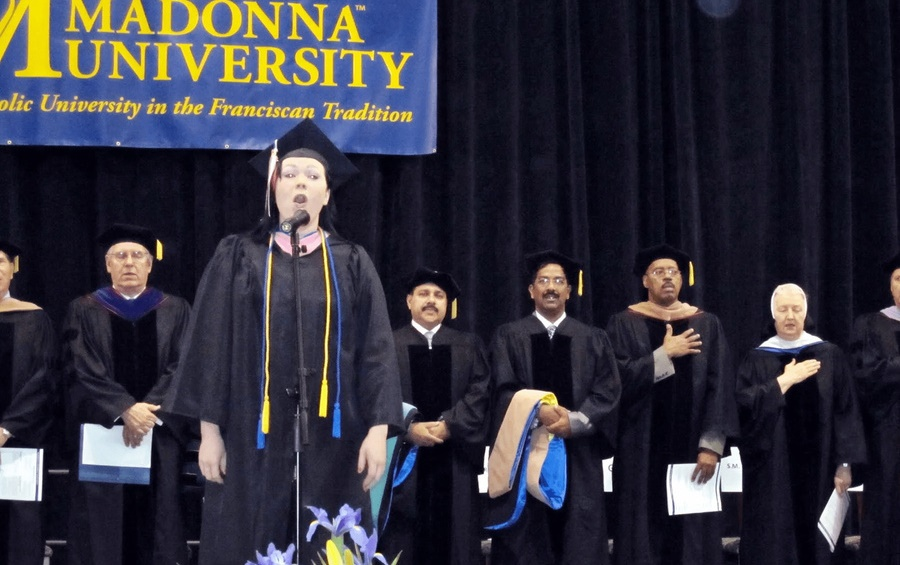 M MADONNA™
UNIVERSITY
olic University in the Franciscan Tradition
S.M.